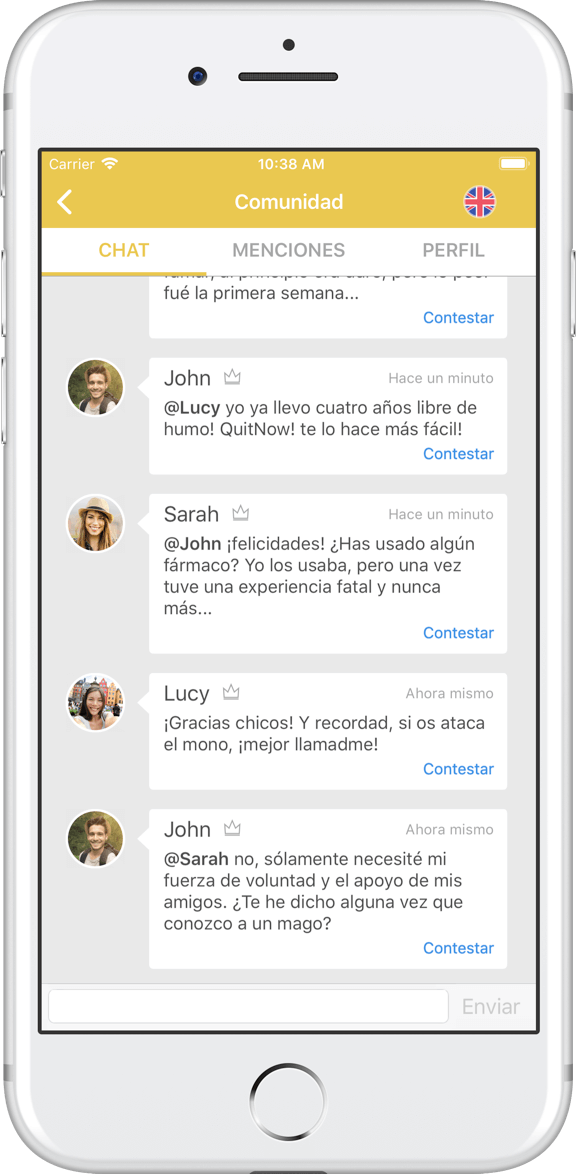 Carrier
10:38 AM
Comunidad
CHAT
MENCIONES
PERFIL
fué la primera semana...
Contestar
John
Hace un minuto
@Lucy yo ya llevo cuatro años libre de
humo! QuitNow! te lo hace más fácil!
Contestar
Sarah
Hace un minuto
@John ¡felicidades! ¿Has usado algún
fármaco? Yo los usaba, pero una vez
tuve una experiencia fatal y nunca
más...
Contestar
Lucy
Ahora mismo
¡Gracias chicos! Y recordad, si os ataca
el mono, ¡mejor llamadme!
Contestar
John
Ahora mismo
@Sarah no, sólamente necesité mi
fuerza de voluntad y el apoyo de mis
amigos. ¿Te he dicho alguna vez que
conozco a un mago?
Contestar
Enviar